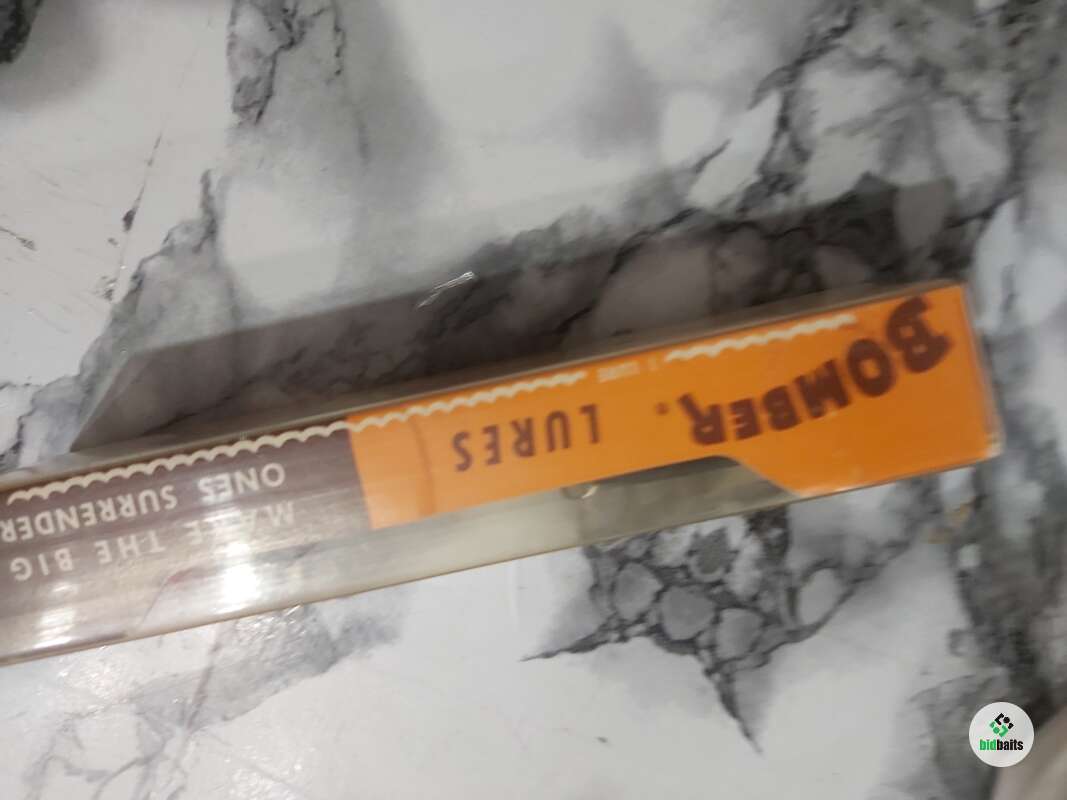 BOMBER® LURES
MAKE THE BIG
ONES SURRENDER
bidbaits